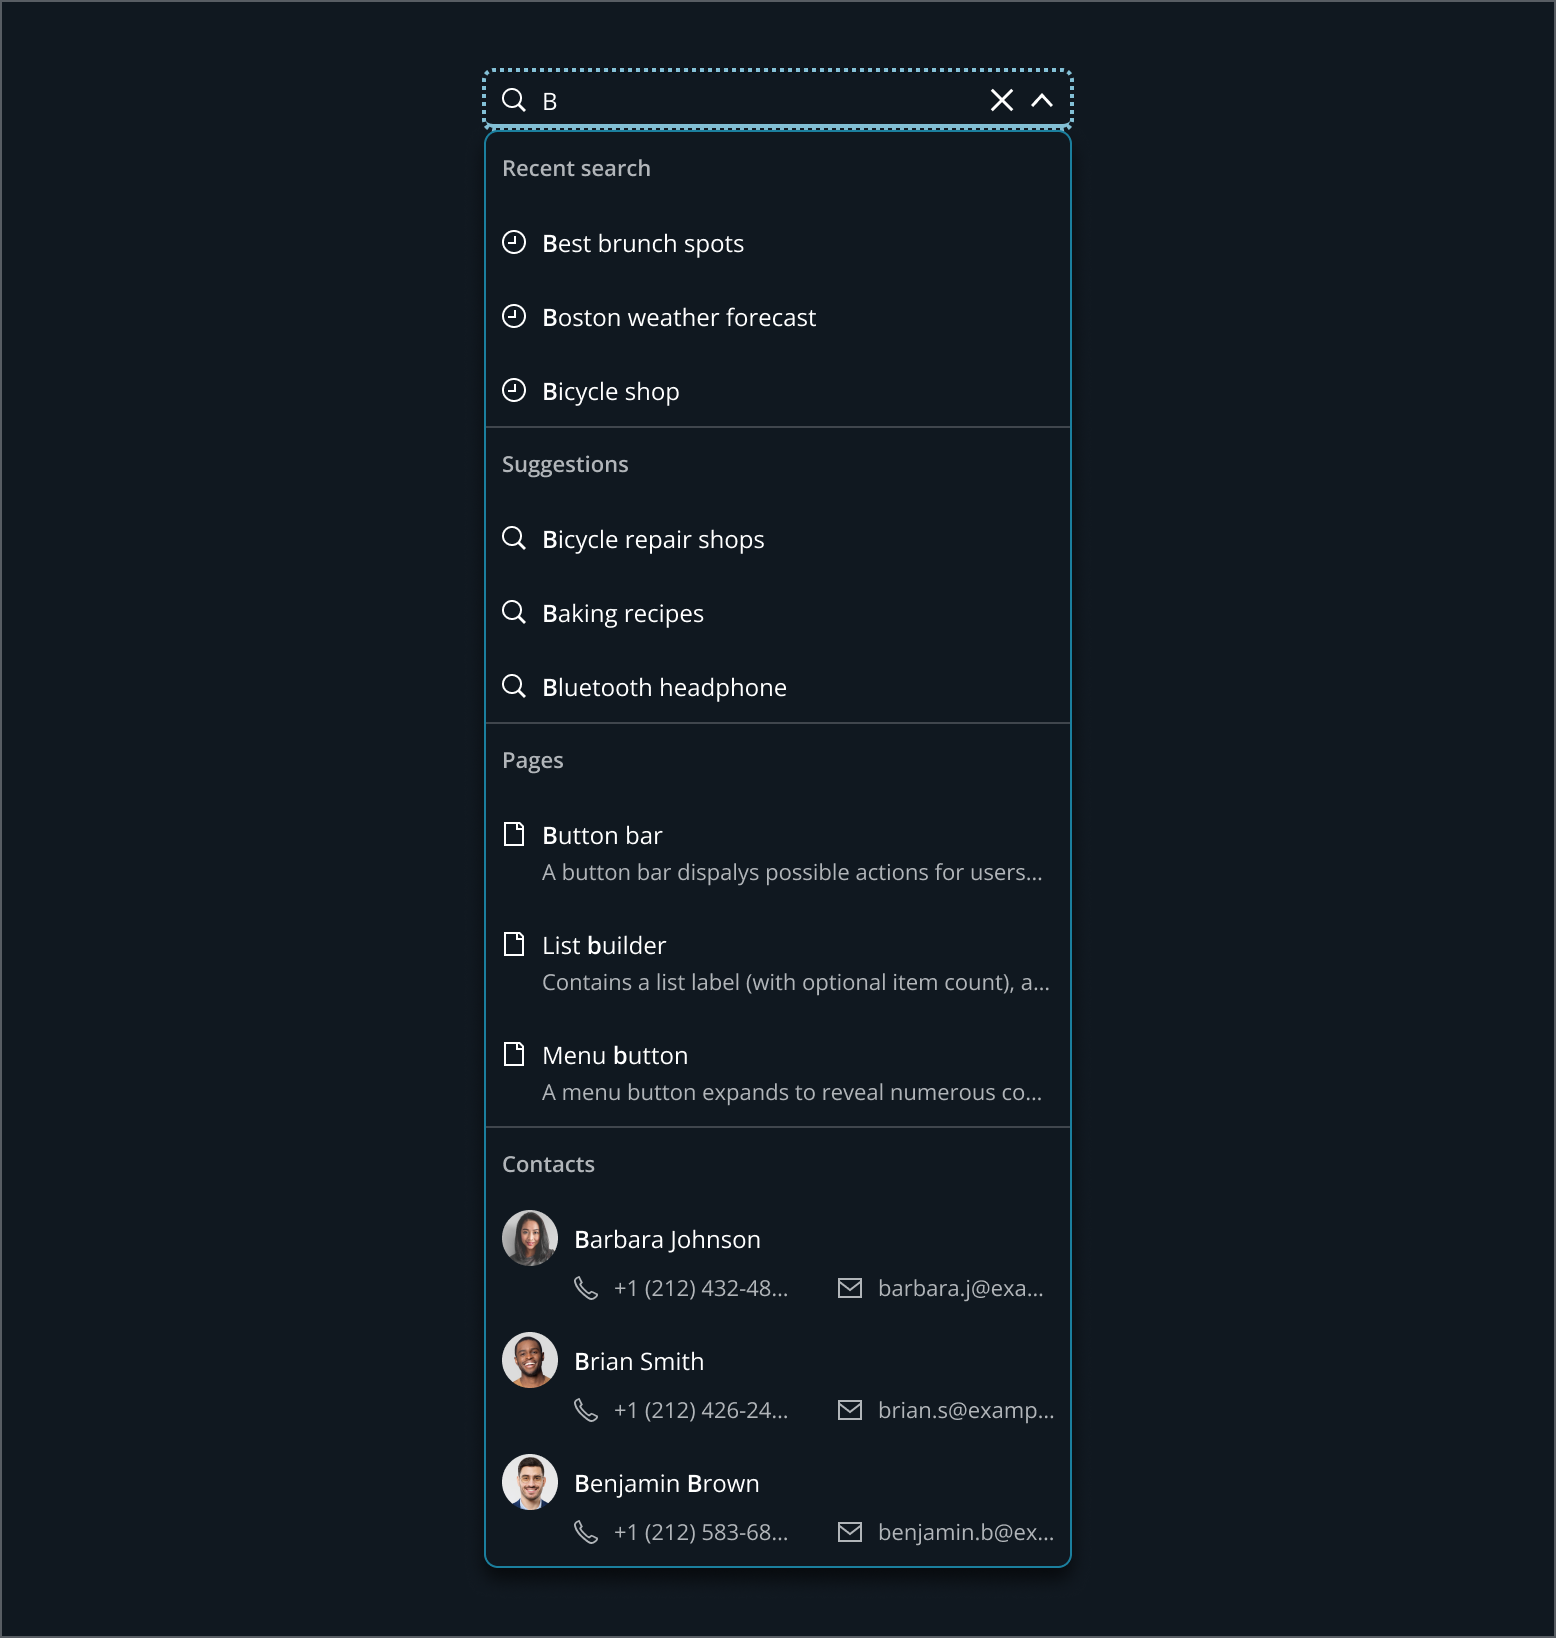 B
Recent search
Best brunch spots
Boston weather forecast
Bicycle shop
Suggestions
Bicycle repair shops
Baking recipes
Bluetooth headphone
Pages
Button bar
A button bar dispalys possible actions for users...
List builder
Contains a list label (with optional item count), a...
Menu button
A menu button expands to reveal numerous co...
Contacts
Barbara Johnson
+1 (212) 432-48... barbara.j@exa...
Brian Smith
+1 (212) 426-24... brian.s@examp...
Benjamin Brown
+1 (212) 583-68... benjamin.b@ex...